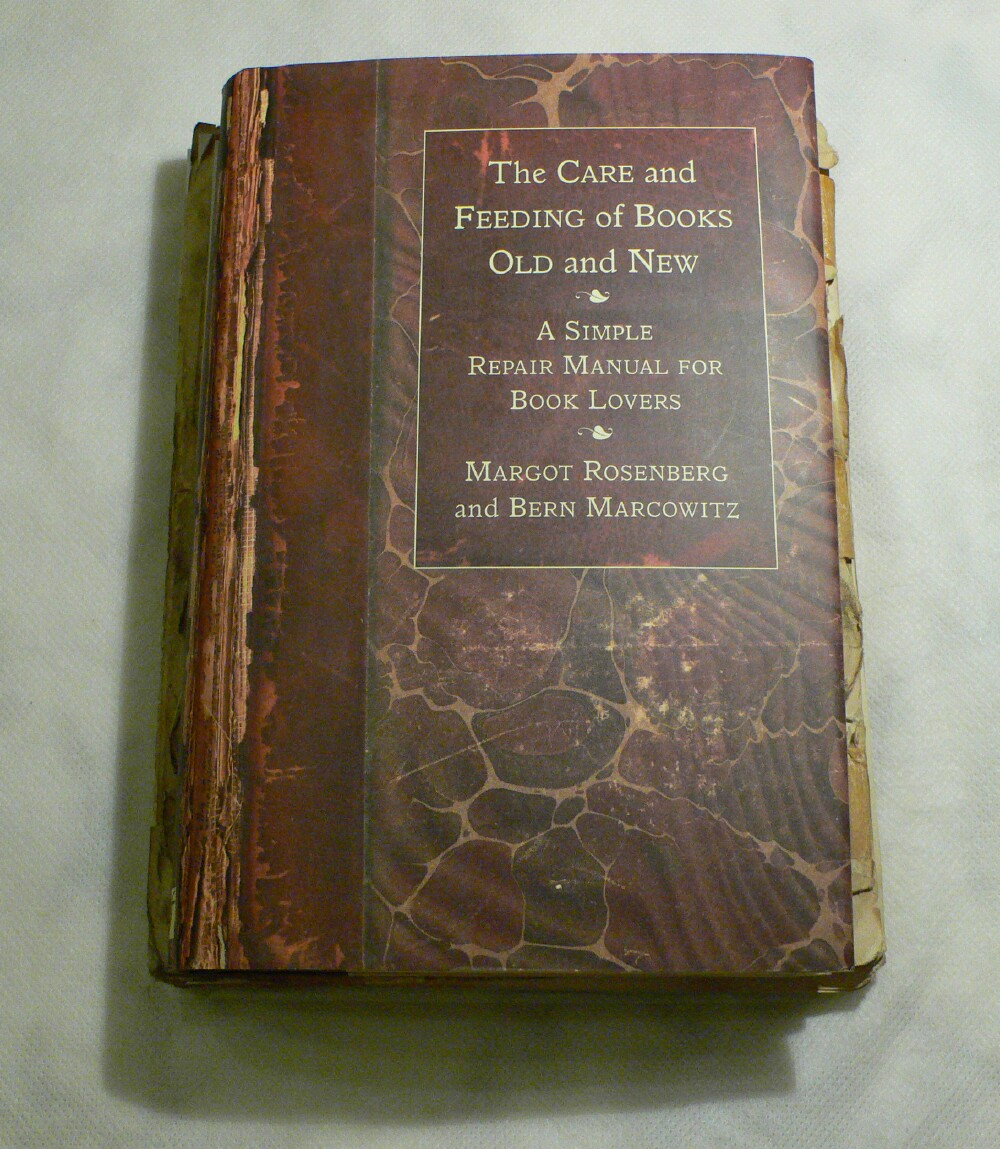 The CARE and
FEEDING of BOOKS
OLD and NEW
A SIMPLE
REPAIR MANUAL FOR
BOOK LOVERS
MARGOT ROSENBERG
and BERN MARCOWITZ